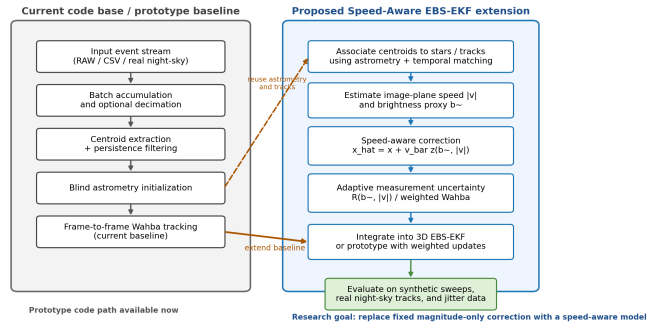 Current code base / prototype baseline
Input event stream
(RAW / CSV / real night-sky)
Batch accumulation
and optional decimation
Centroid extraction
+ persistence filtering
Blind astrometry initialization
Frame-to-frame Wahba tracking
(current baseline)
Prototype code path available now
reuse astrometry
and tracks
extend baseline
Proposed Speed-Aware EBS-EKF extension
Associate centroids to stars / tracks
using astrometry + temporal matching
Estimate image-plane speed |v|
and brightness proxy b~
Speed-aware correction
x_hat = x + v_bar z(b~, |v|)
Adaptive measurement uncertainty
R(b~, |v|) / weighted Wahba
Integrate into 3D EBS-EKF
or prototype with weighted updates
Evaluate on synthetic sweeps,
real night-sky tracks, and jitter data
Research goal: replace fixed magnitude-only correction with a speed-aware model